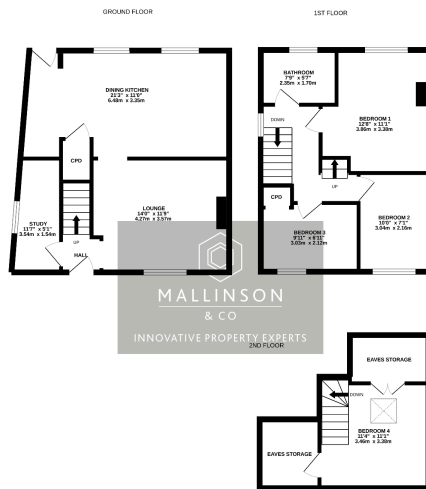 GROUND FLOOR
DINING KITCHEN
21'3" x 11'0"
6.48m x 3.35m
CPD
LOUNGE
14'0" x 11'9"
4.27m x 3.57m
STUDY
11'7" x 5'1"
3.54m x 1.54m
UP
HALL
1ST FLOOR
BATHROOM
7'9" x 5'7"
2.35m x 1.70m
BEDROOM 1
12'8" x 11'1"
3.86m x 3.38m
DOWN
UP
CPD
BEDROOM 2
10'0" x 7'1"
3.04m x 2.16m
BEDROOM 3
9'11" x 6'11"
3.03m x 2.12m
MALLINSON
& CO
INNOVATIVE PROPERTY EXPERTS
2ND FLOOR
EAVES STORAGE
DOWN
BEDROOM 4
11'4" x 11'1"
3.46m x 3.38m
EAVES STORAGE